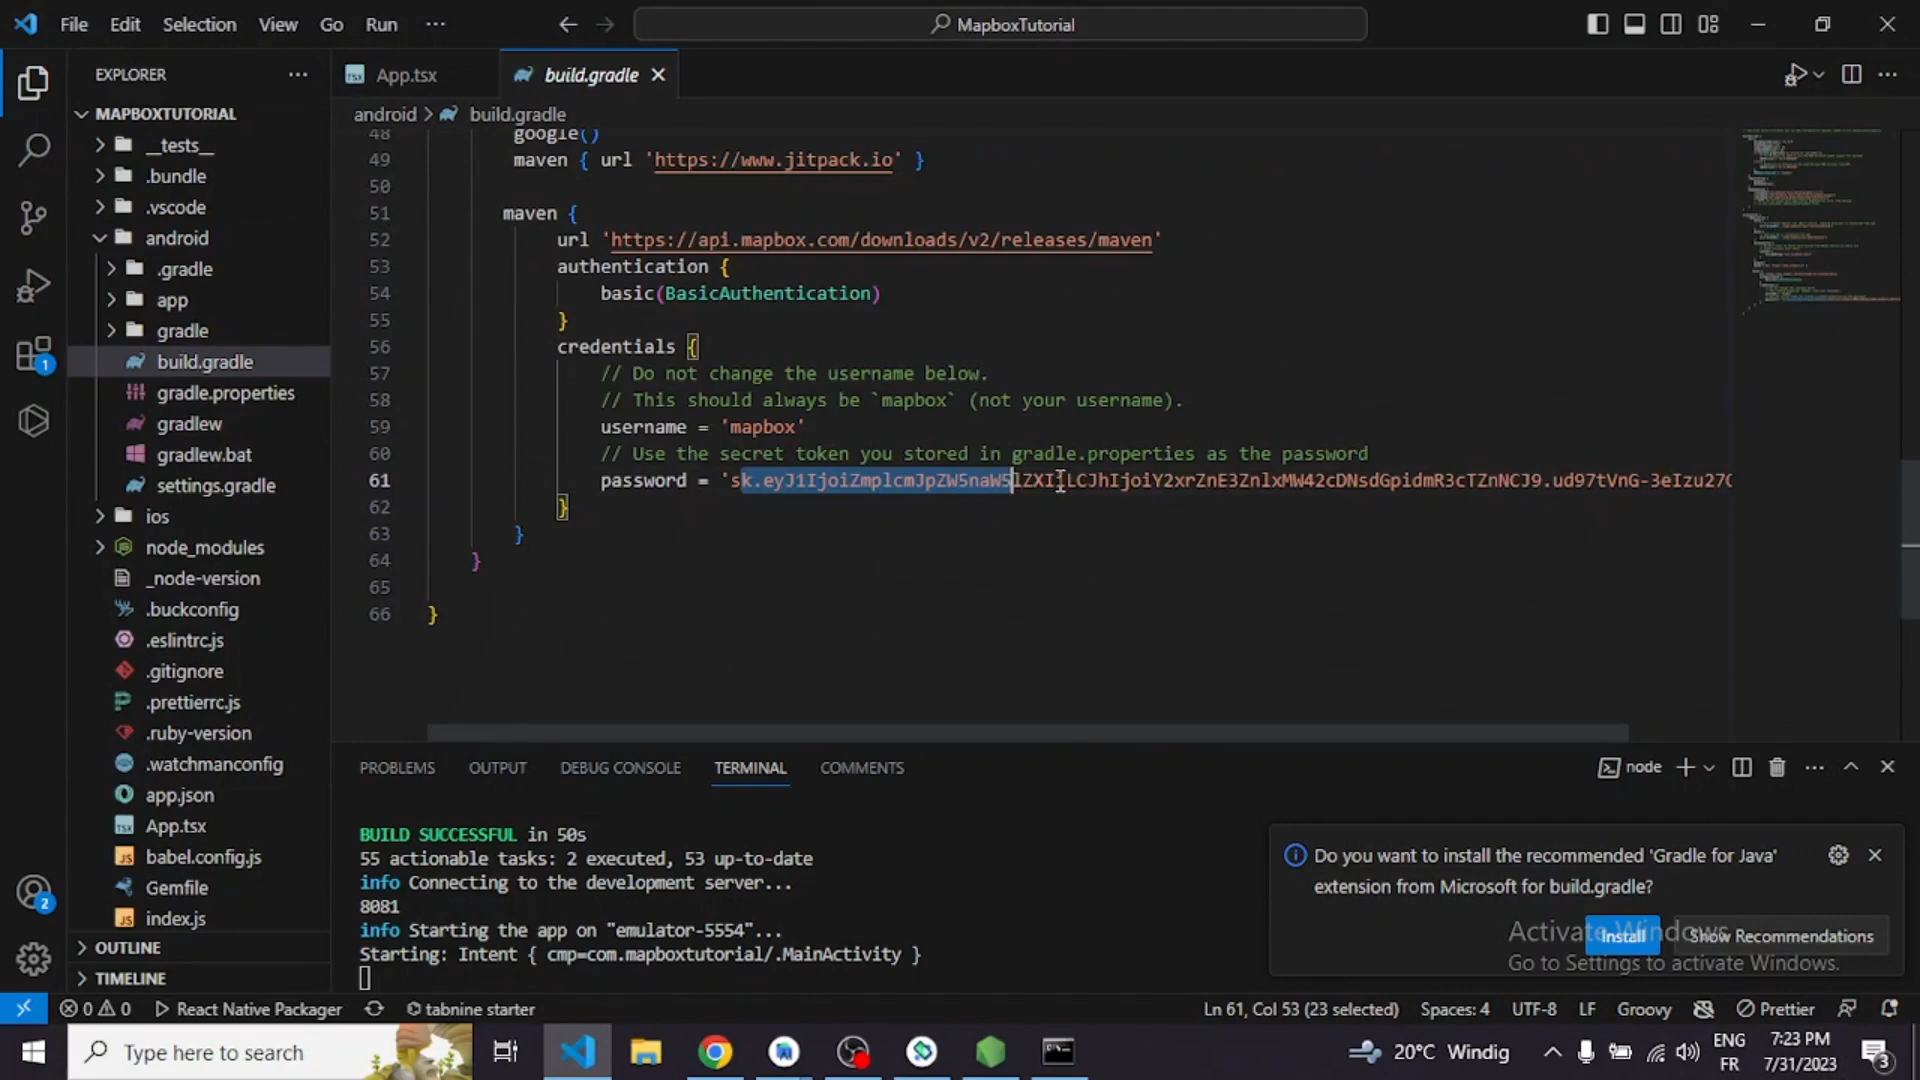 File Edit Selection View Go Run ··· MapboxTutorial
EXPLORER ···
MAPBOXTUTORIAL
__tests__
.bundle
.vscode
android
.gradle
app
gradle
build.gradle
gradle.properties
gradlew
gradlew.bat
settings.gradle
ios
node_modules
_node-version
.buckconfig
.eslintrc.js
.gitignore
.prettierrc.js
.ruby-version
.watchmanconfig
app.json
App.tsx
babel.config.js
Gemfile
index.js
OUTLINE
TIMELINE
TSX App.tsx build.gradle
android > build.gradle
48 google()
49 maven { url 'https://www.jitpack.io' }
50
51 maven {
52 url 'https://api.mapbox.com/downloads/v2/releases/maven'
53 authentication {
54 basic(BasicAuthentication)
55 }
56 credentials {
57 // Do not change the username below.
58 // This should always be `mapbox` (not your username).
59 username = 'mapbox'
60 // Use the secret token you stored in gradle.properties as the password
61 password =
62 }
63 }
64 }
65
66 }
PROBLEMS OUTPUT DEBUG CONSOLE TERMINAL COMMENTS node
BUILD SUCCESSFUL in 50s
55 actionable tasks: 2 executed, 53 up-to-date
info Connecting to the development server...
8081
info Starting the app on "emulator-5554"...
Starting: Intent { cmp=com.mapboxtutorial/.MainActivity }
Do you want to install the recommended 'Gradle for Java'
extension from Microsoft for build.gradle?
Install Show Recommendations
Activate Windows
Go to Settings to activate Windows.
0 0 React Native Packager tabnine starter Ln 61, Col 53 (23 selected) Spaces: 4 UTF-8 LF Groovy Prettier
Type here to search 20°C Windig ENG FR 7:23 PM 7/31/2023 3